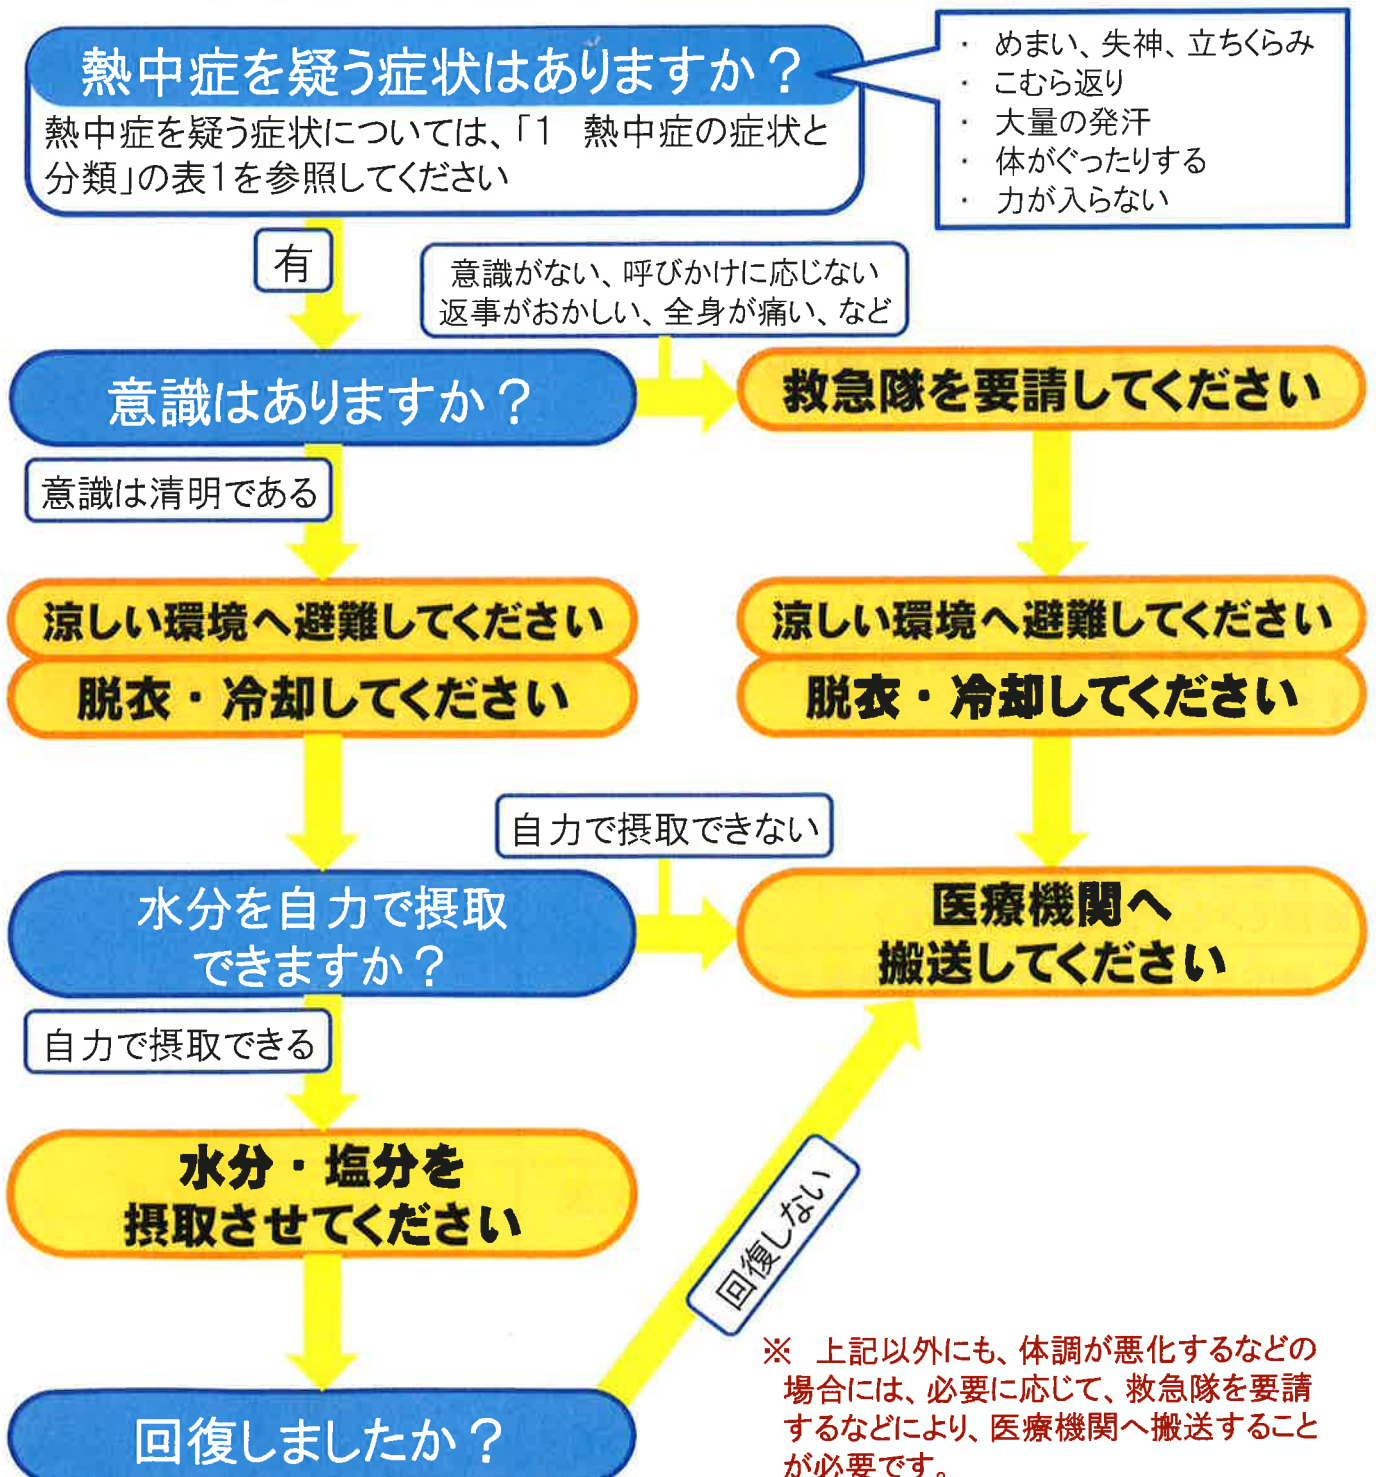 熱中症を疑う症状はありますか？
熱中症を疑う症状については、「1　熱中症の症状と
分類」の表1を参照してください
・ めまい、失神、立ちくらみ
・ こむら返り
・ 大量の発汗
・ 体がぐったりする
・ 力が入らない
有
意識がない、呼びかけに応じない
返事がおかしい、全身が痛い、など
意識はありますか？
救急隊を要請してください
意識は清明である
涼しい環境へ避難してください
脱衣・冷却してください
涼しい環境へ避難してください
脱衣・冷却してください
自力で摂取できない
水分を自力で摂取
できますか？
医療機関へ
搬送してください
自力で摂取できる
水分・塩分を
摂取させてください
回復しない
回復しましたか？
※　上記以外にも、体調が悪化するなどの
場合には、必要に応じて、救急隊を要請
するなどにより、医療機関へ搬送すること
が必要です。